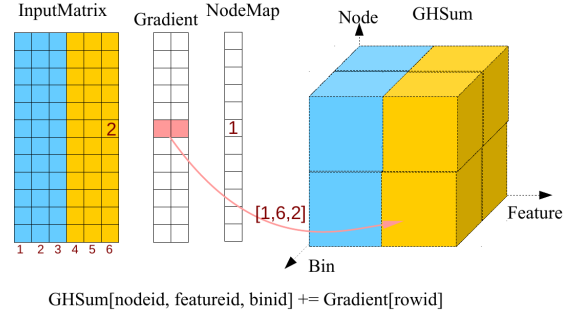 InputMatrix
Gradient
NodeMap
Node
GHSum
2
1
[1,6,2]
Feature
1 2 3 4 5 6
Bin
GHSum[nodeid, featureid, binid] += Gradient[rowid]